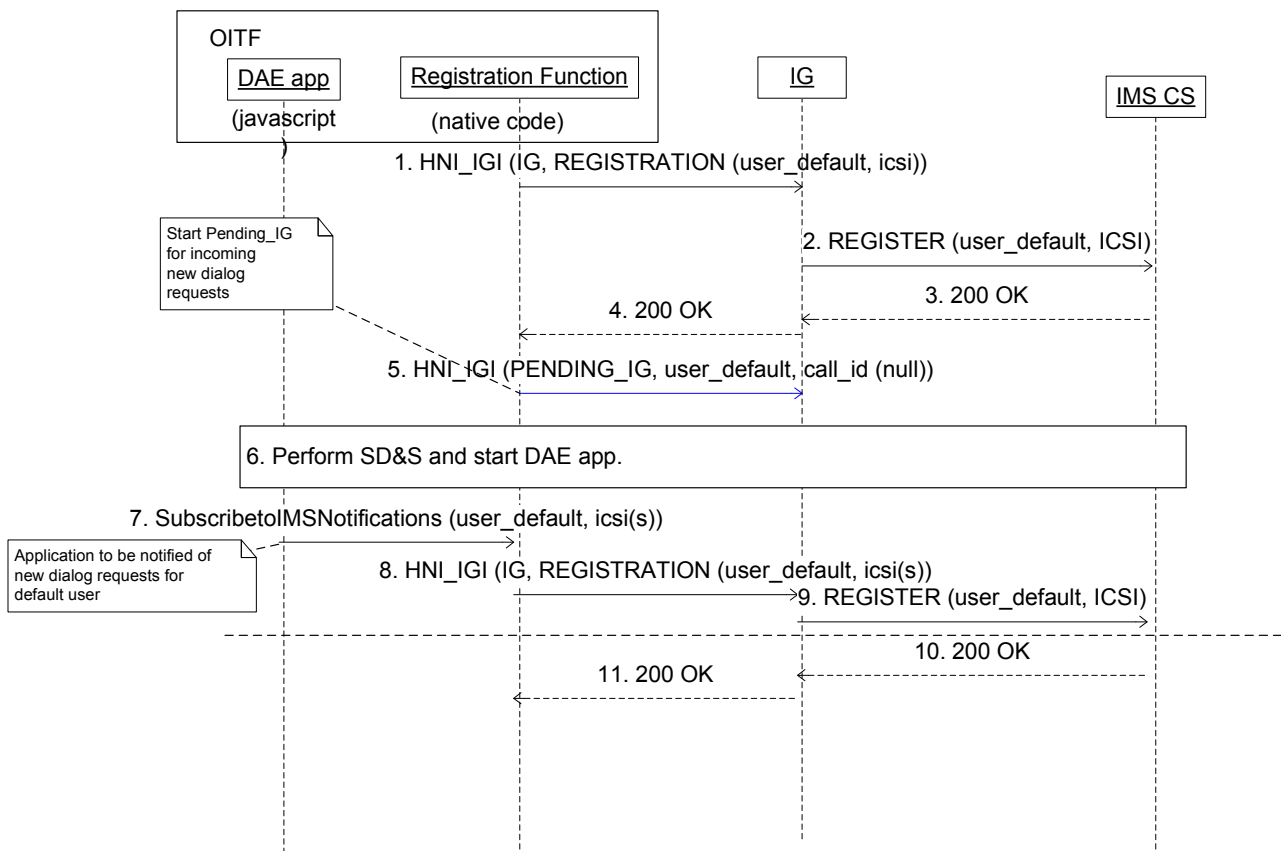 OITF
DAE app
(javascript
)
Registration Function
(native code)
IG
IMS CS
1. HNI_IGI (IG, REGISTRATION (user_default, icsi))
Start Pending_IG
for incoming
new dialog
requests
2. REGISTER (user_default, ICSI)
3. 200 OK
4. 200 OK
5. HNI_IGI (PENDING_IG, user_default, call_id (null))
6. Perform SD&S and start DAE app.
7. SubscribetoIMSNotifications (user_default, icsi(s))
Application to be notified of
new dialog requests for
default user
8. HNI_IGI (IG, REGISTRATION (user_default, icsi(s))
9. REGISTER (user_default, ICSI)
10. 200 OK
11. 200 OK